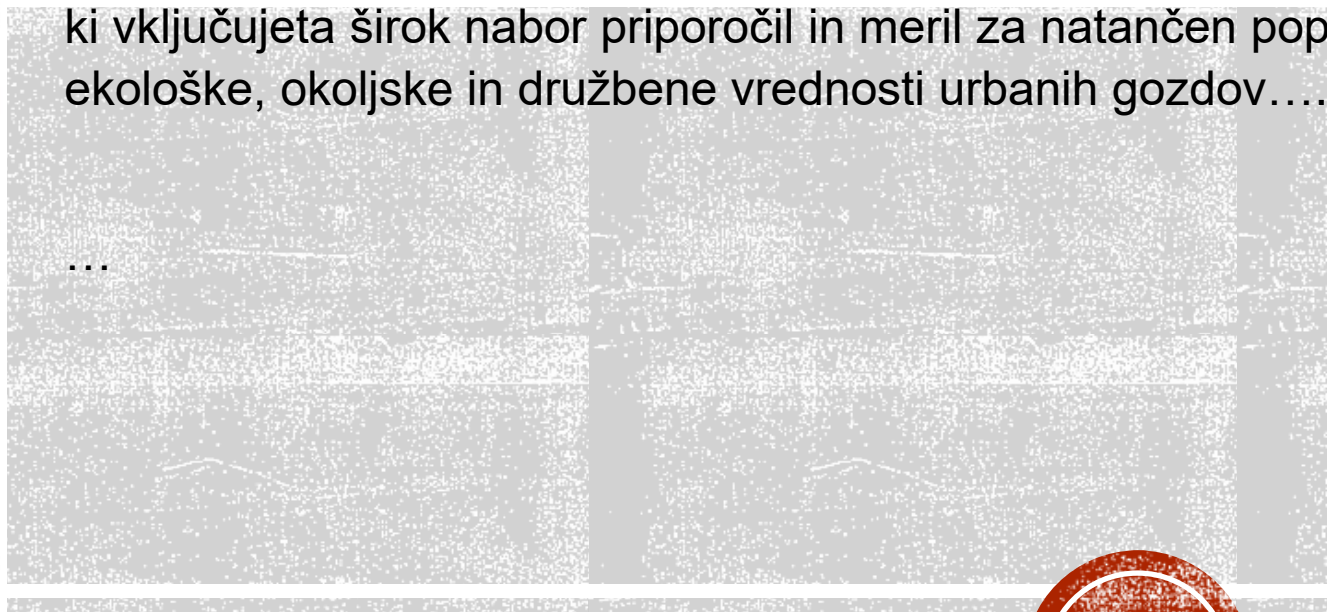 ki vključujeta širok nabor priporočil in meril za natančen pop
ekološke, okoljske in družbene vrednosti urbanih gozdov….
…